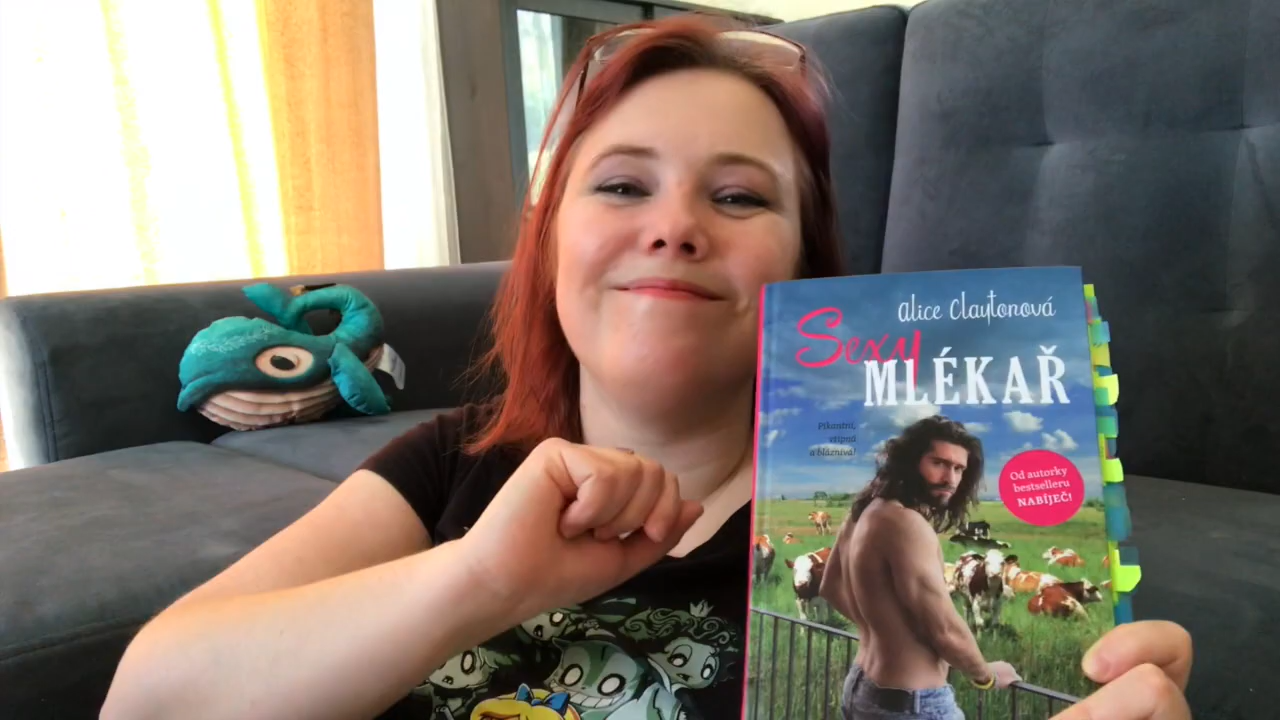 alice claytonová
Sexy
MLÉKAŘ
Pikantní,
vtipná
a bláznivá!
Od autorky
bestselleru
NABÍJEČ!